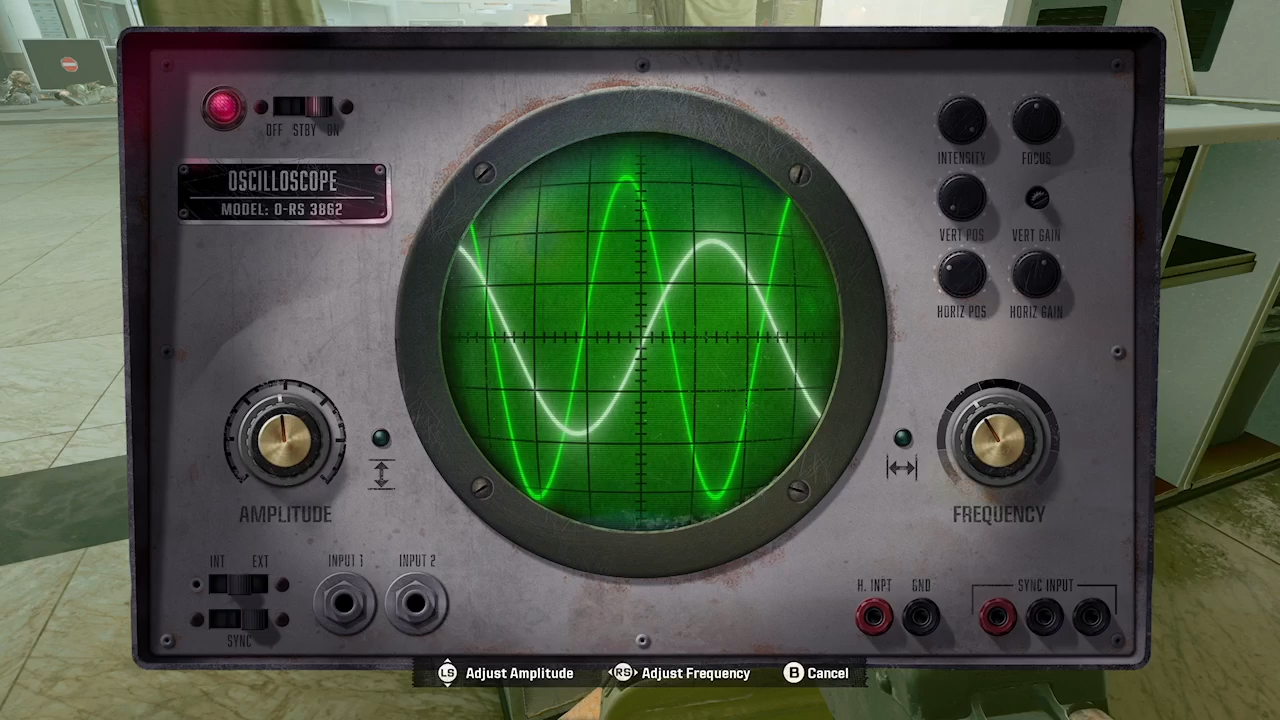 OFF STBY ON
OSCILLOSCOPE
MODEL: O-RS 3862
INTENSITY
FOCUS
VERT POS
VERT GAIN
HORIZ POS
HORIZ GAIN
AMPLITUDE
FREQUENCY
INT
EXT
SYNC
INPUT 1
INPUT 2
H. INPT
GND
SYNC INPUT
LS Adjust Amplitude
RS Adjust Frequency
B Cancel